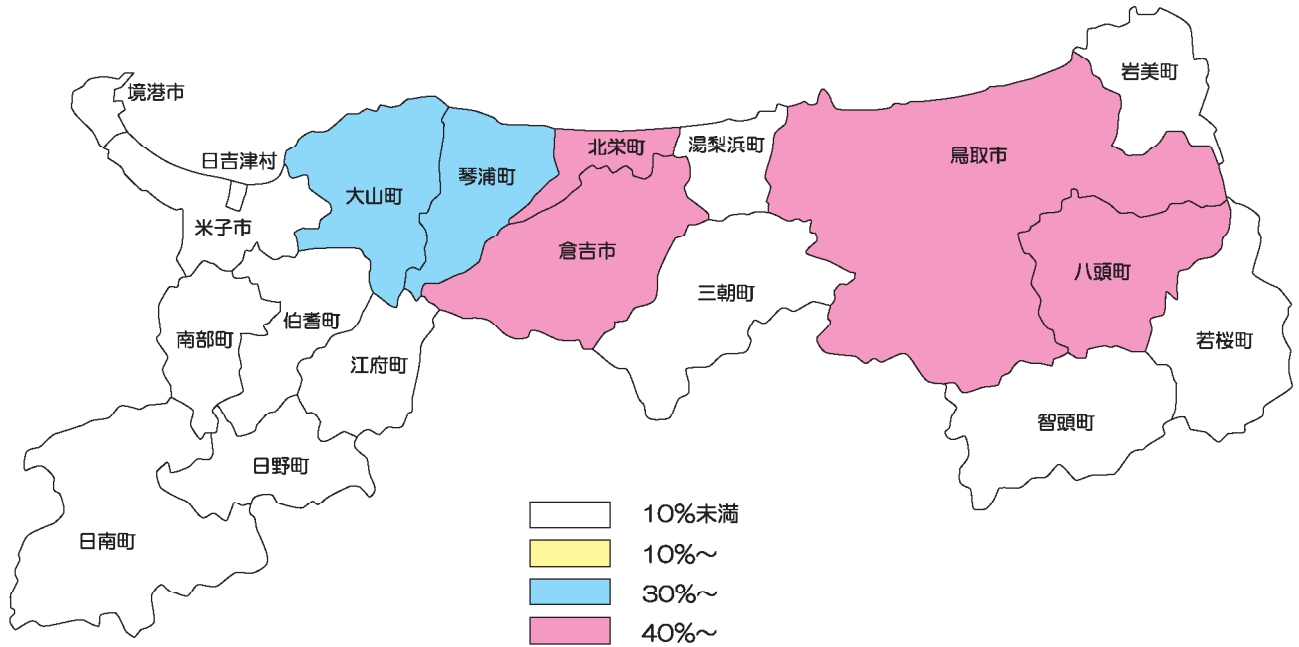 境港市
日吉津村
米子市
大山町
琴浦町
北栄町
湯梨浜町
鳥取市
岩美町
倉吉市
三朝町
八頭町
若桜町
智頭町
南部町
伯耆町
江府町
日野町
日南町
10%未満
10%～
30%～
40%～